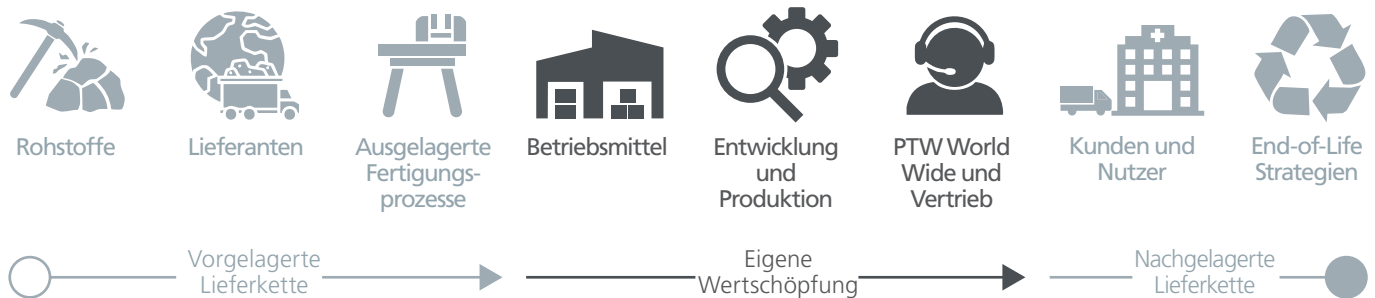 Rohstoffe
Lieferanten
Ausgelagerte
Fertigungs-
prozesse
Betriebsmittel
Entwicklung
und
Produktion
PTW World
Wide und
Vertrieb
Kunden und
Nutzer
End-of-Life
Strategien
Vorgelagerte
Lieferkette
Eigene
Wertschöpfung
Nachgelagerte
Lieferkette